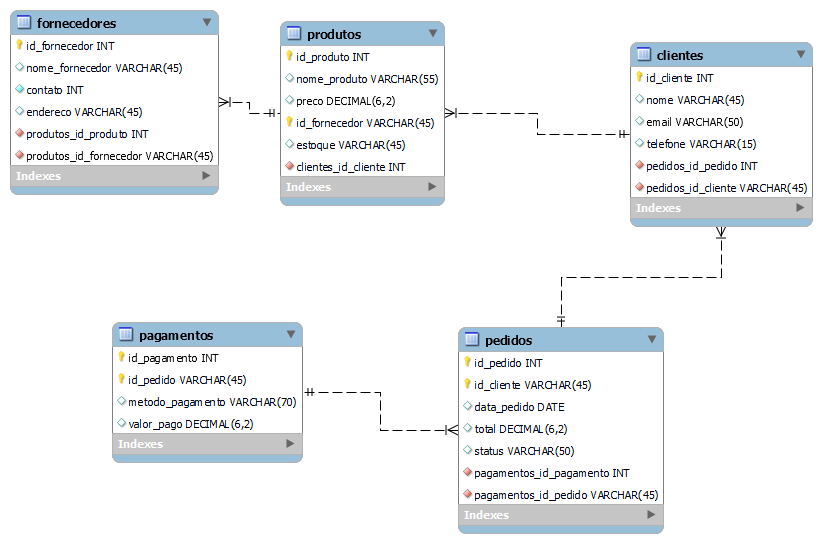 fornecedores
id_fornecedor INT
nome_fornecedor VARCHAR(45)
contato INT
endereco VARCHAR(45)
produtos_id_produto INT
produtos_id_fornecedor VARCHAR(45)
Indexes
produtos
id_produto INT
nome_produto VARCHAR(55)
preco DECIMAL(6,2)
id_fornecedor VARCHAR(45)
estoque VARCHAR(45)
clientes_id_cliente INT
Indexes
clientes
id_cliente INT
nome VARCHAR(45)
email VARCHAR(50)
telefone VARCHAR(15)
pedidos_id_pedido INT
pedidos_id_cliente VARCHAR(45)
Indexes
pagamentos
id_pagamento INT
id_pedido VARCHAR(45)
metodo_pagamento VARCHAR(70)
valor_pago DECIMAL(6,2)
Indexes
pedidos
id_pedido INT
id_cliente VARCHAR(45)
data_pedido DATE
total DECIMAL(6,2)
status VARCHAR(50)
pagamentos_id_pagamento INT
pagamentos_id_pedido VARCHAR(45)
Indexes